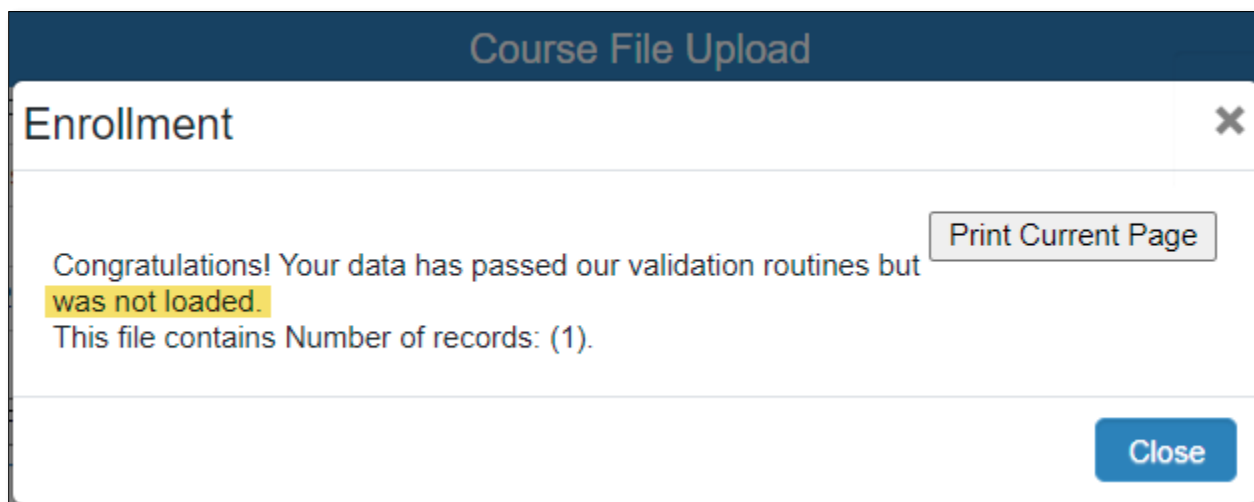 Course File Upload
Enrollment
Print Current Page
Congratulations! Your data has passed our validation routines but
was not loaded.
This file contains Number of records: (1).
Close